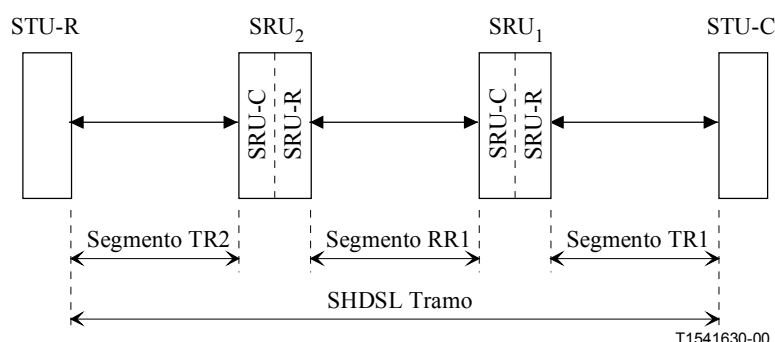 STU-R SRU2 SRU1 STU-C
SRU-C SRU-R SRU-C SRU-R
Segmento TR2 Segmento RR1 Segmento TR1
SHDSL Tramo
T1541630-00